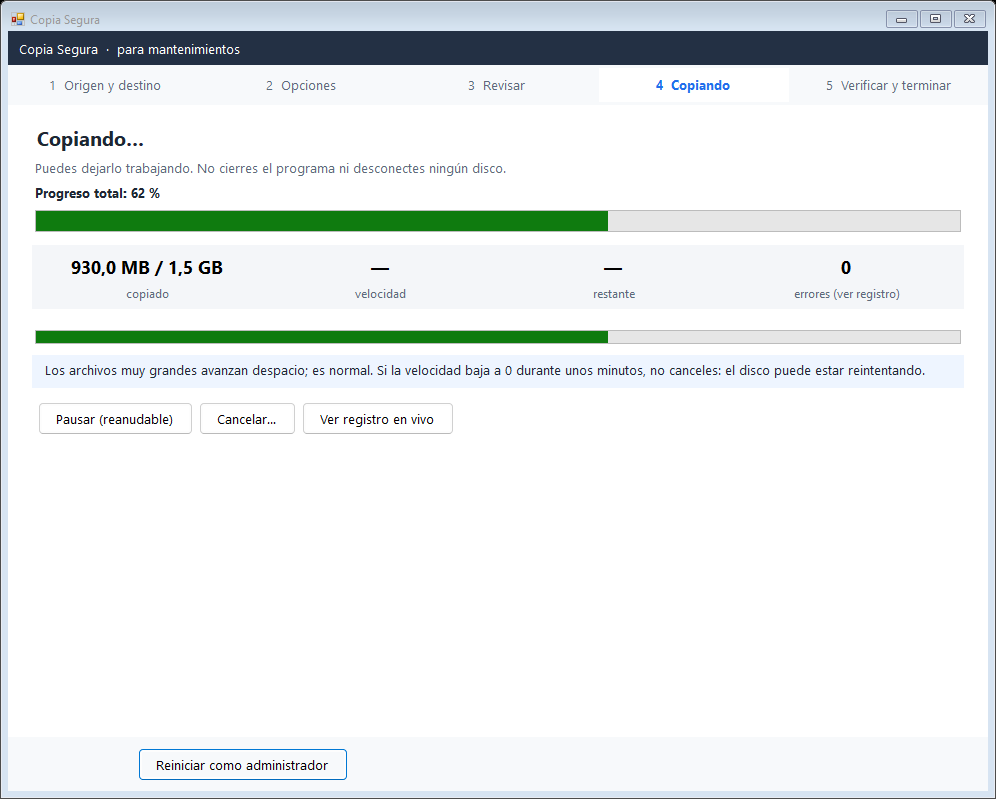 Copia Segura
Copia Segura · para mantenimientos
1 Origen y destino
2 Opciones
3 Revisar
4 Copiando
5 Verificar y terminar
Copiando...
Puedes dejarlo trabajando. No cierres el programa ni desconectes ningún disco.
Progreso total: 62 %
930,0 MB / 1,5 GB
copiado
—
velocidad
—
restante
0
errores (ver registro)
Los archivos muy grandes avanzan despacio; es normal. Si la velocidad baja a 0 durante unos minutos, no canceles: el disco puede estar reintentando.
Pausar (reanudable)
Cancelar...
Ver registro en vivo
Reiniciar como administrador